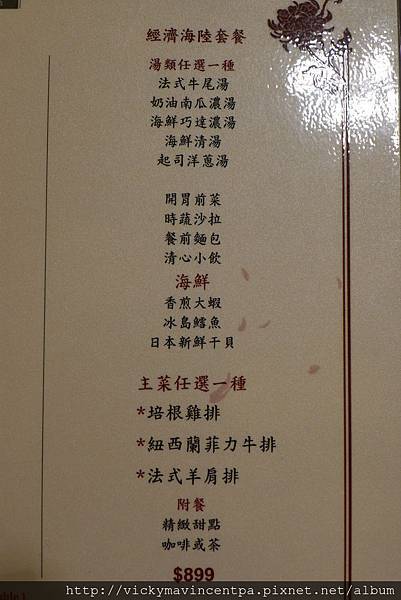 經濟海陸套餐
湯類任選一種
法式牛尾湯
奶油南瓜濃湯
海鮮巧達濃湯
海鮮清湯
起司洋蔥湯
開胃前菜
時蔬沙拉
餐前麵包
清心小飲
海鮮
香煎大蝦
冰島鱈魚
日本新鮮干貝
主菜任選一種
*培根雞排
*紐西蘭菲力牛排
*法式羊肩排
附餐
精緻甜點
咖啡或茶
$899
http://vickymavincentpa.pixnet.net/album